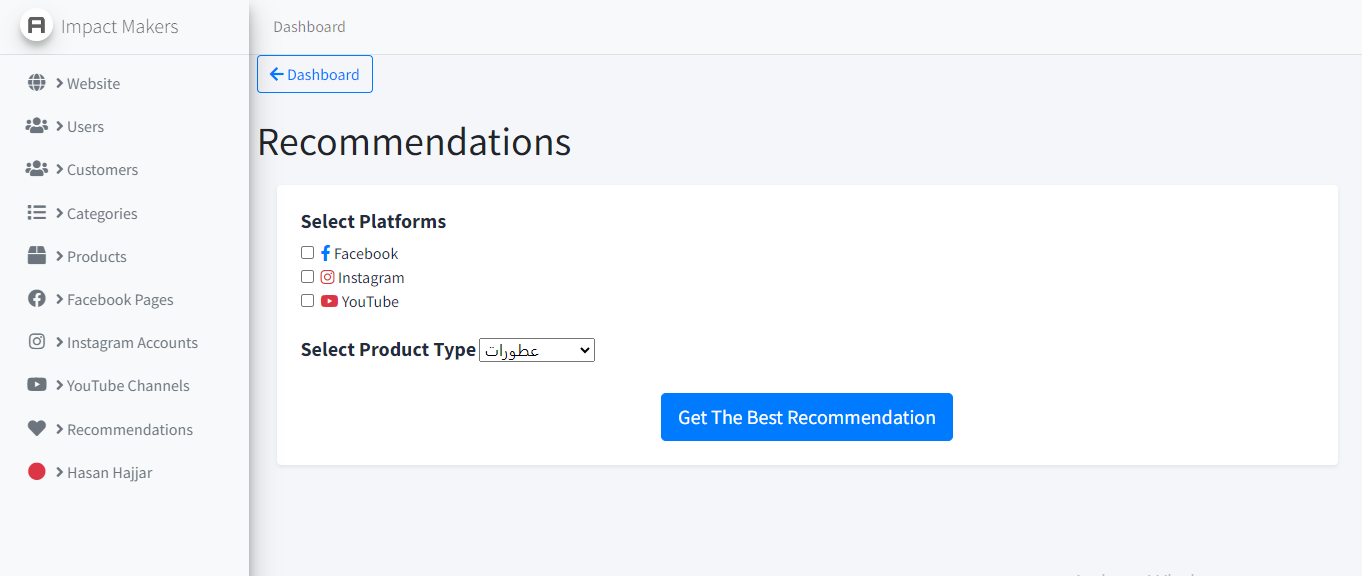 Impact Makers
Dashboard
Website
Users
Customers
Categories
Products
Facebook Pages
Instagram Accounts
YouTube Channels
Recommendations
Hasan Hajjar
Dashboard
Recommendations
Select Platforms
Facebook
Instagram
YouTube
Select Product Type عطورات
Get The Best Recommendation